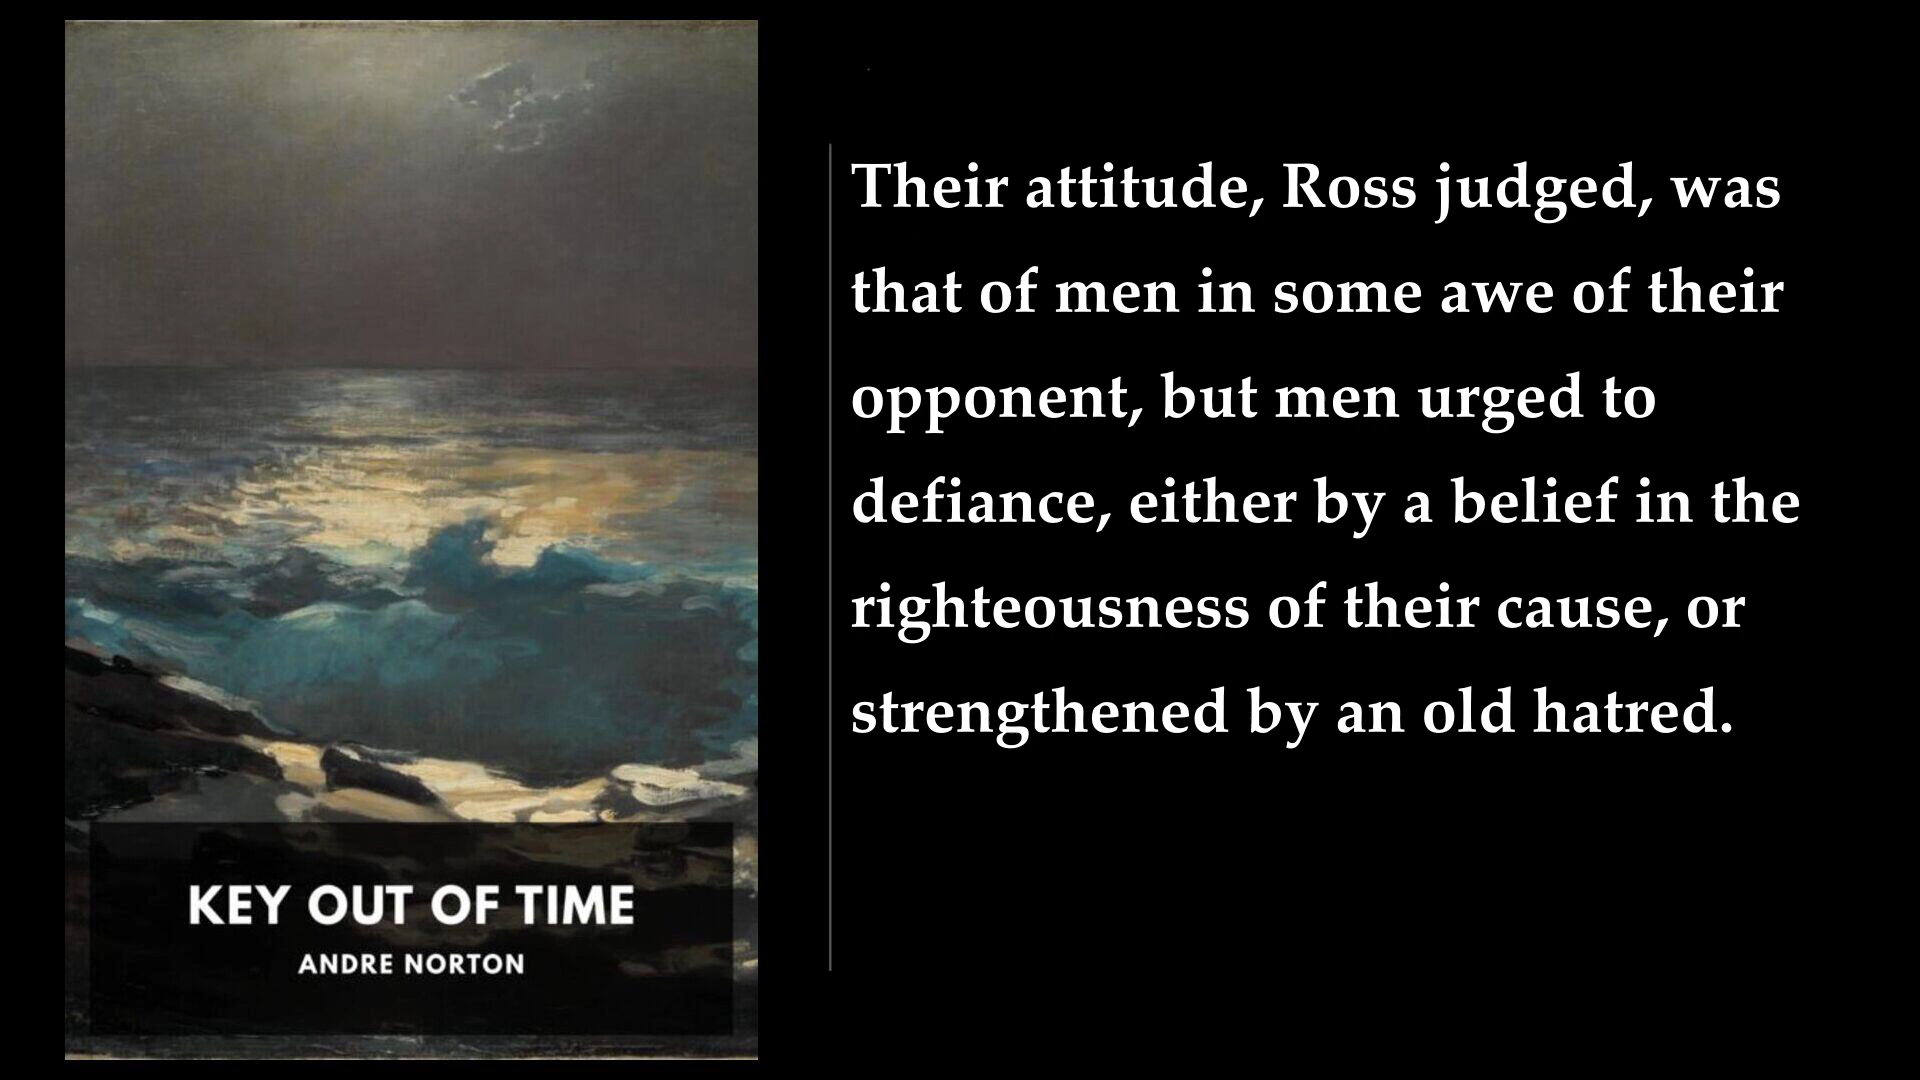 KEY OUT OF TIME
ANDRE NORTON
Their attitude, Ross judged, was
that of men in some awe of their
opponent, but men urged to
defiance, either by a belief in the
righteousness of their cause, or
strengthened by an old hatred.